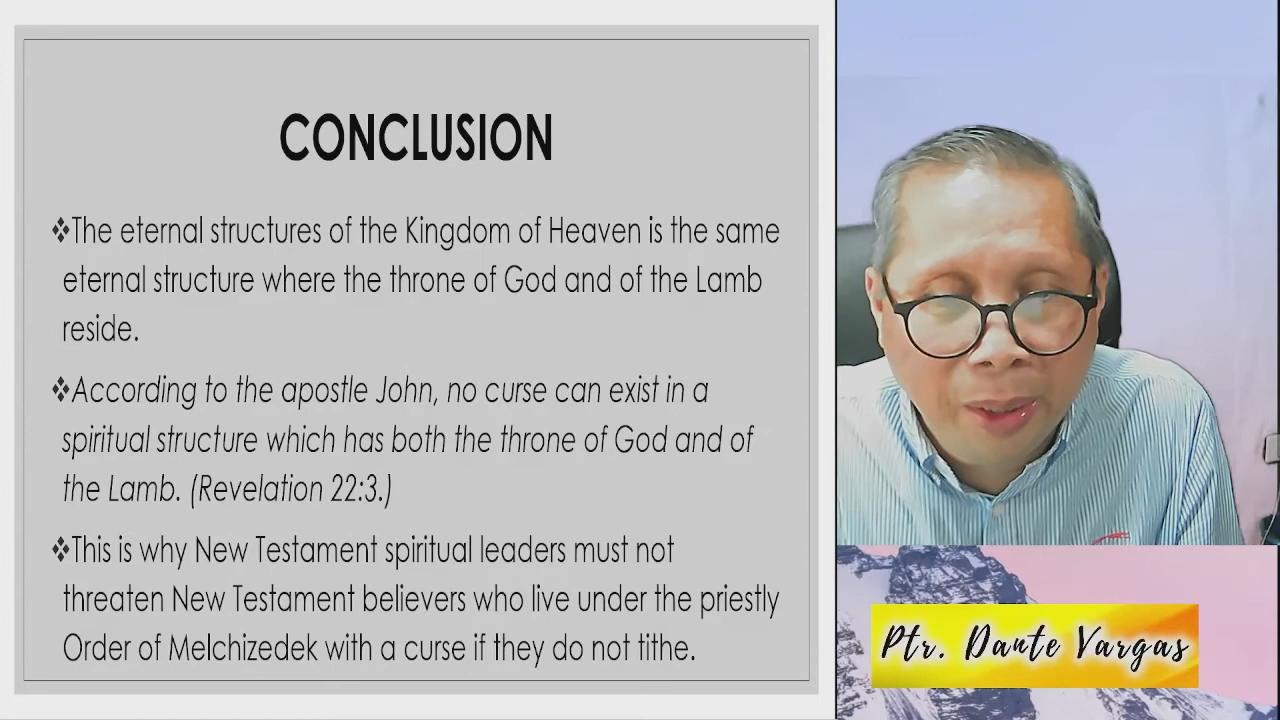 CONCLUSION
❖The eternal structures of the Kingdom of Heaven is the same
eternal structure where the throne of God and of the Lamb
reside.
❖According to the apostle John, no curse can exist in a
spiritual structure which has both the throne of God and of
the Lamb. (Revelation 22:3.)
❖This is why New Testament spiritual leaders must not
threaten New Testament believers who live under the priestly
Order of Melchizedek with a curse if they do not tithe.
Ptr. Dante Vargas